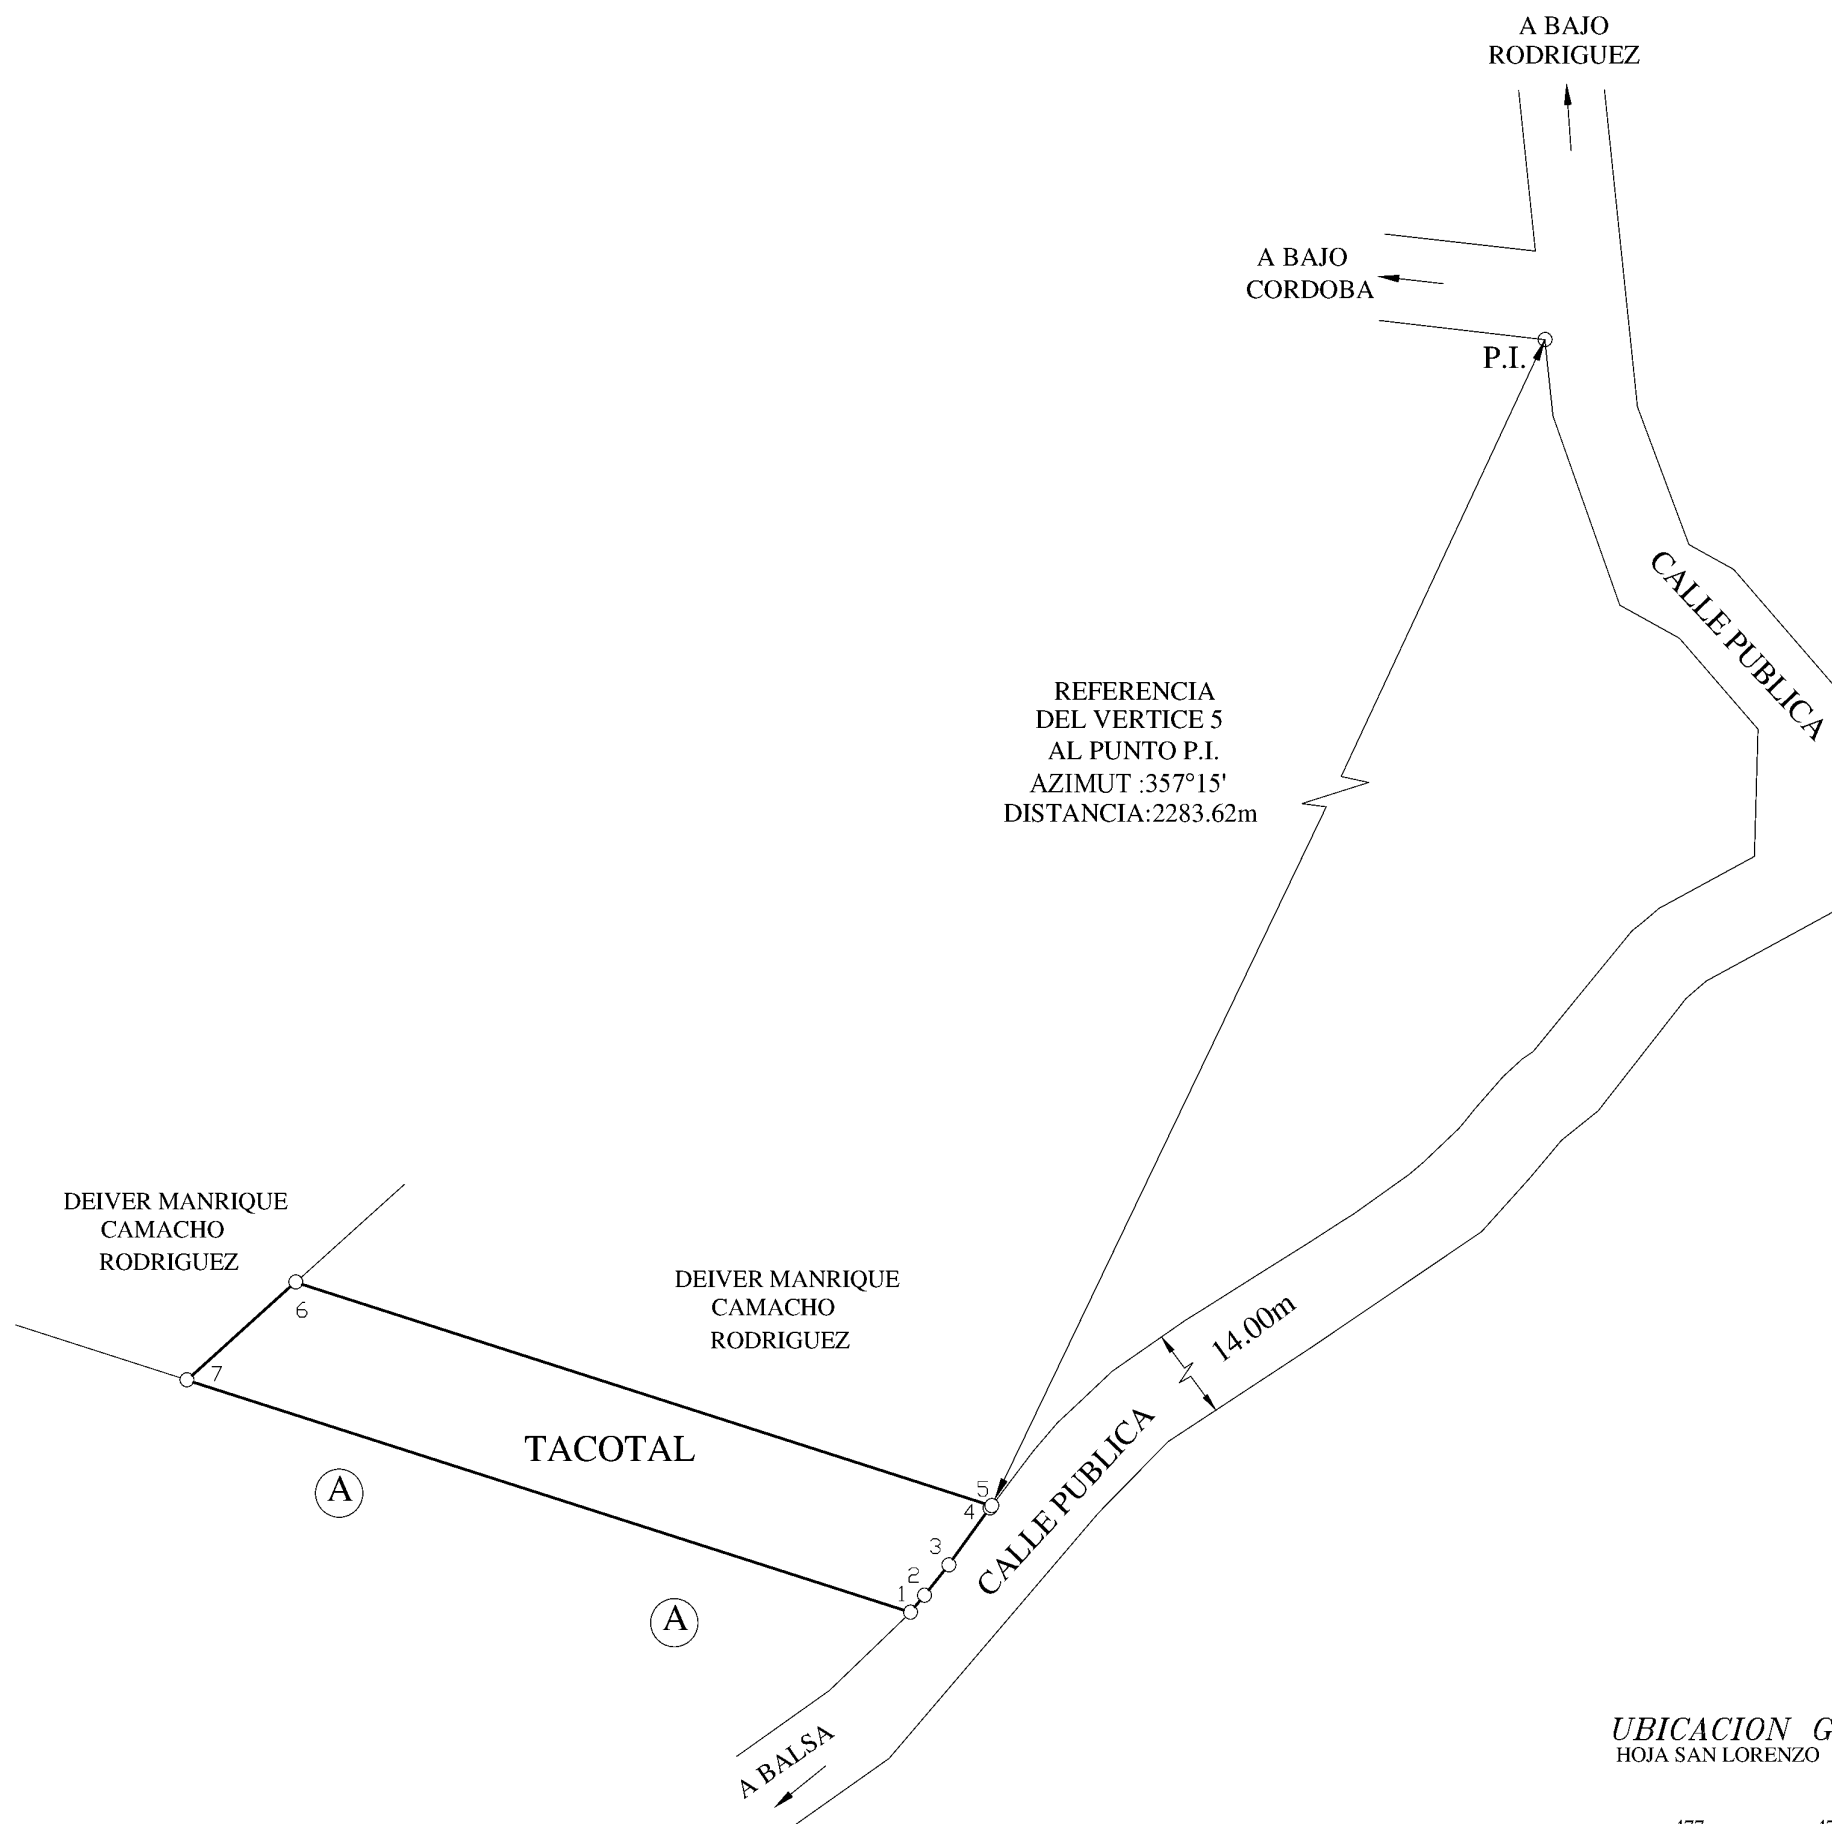 A BAJO
RODRIGUEZ
A BAJO
CORDOBA
P.I.
CALLE PUBLICA
REFERENCIA
DEL VERTICE 5
AL PUNTO P.I.
AZIMUT :357°15'
DISTANCIA:2283.62m
DEIVER MANRIQUE
CAMACHO
RODRIGUEZ
6
7
DEIVER MANRIQUE
CAMACHO
RODRIGUEZ
14.00m
TACOTAL
A
5
4
3
2
1
CALLE PUBLICA
A
A BALSA
UBICACION G
HOJA SAN LORENZO